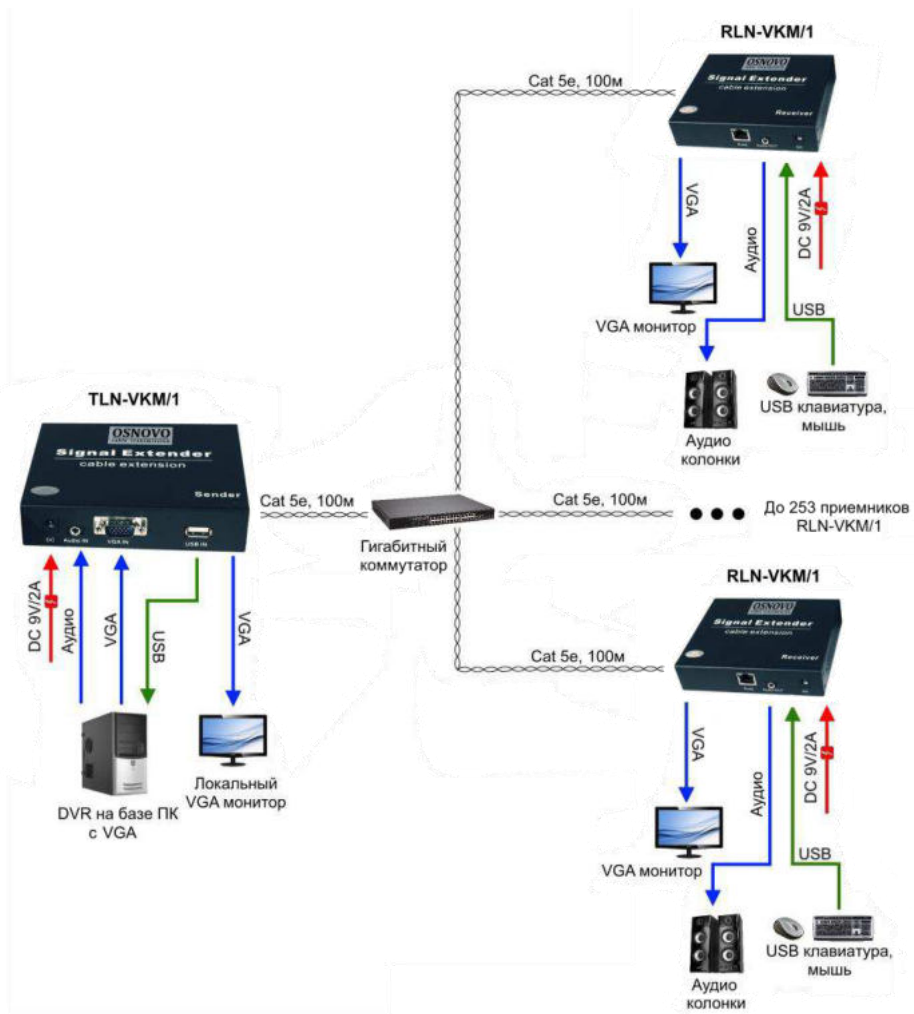 RLN-VKM/1
OSNOVO
Signal Extender
cable extension
Receiver
Cat 5e, 100м
VGA
Аудио
DC 9V/2A
USB
VGA монитор
Аудио
колонки
USB клавиатура,
мышь
TLN-VKM/1
OSNOVO
CABLE TRANSMISSION
Signal Extender
cable extension
Sender
DC
Audio IN
VGA IN
USB IN
Cat 5e, 100м
Гигабитный
коммутатор
Cat 5e, 100м
До 253 приемников
RLN-VKM/1
DC 9V/2A
Аудио
VGA
USB
VGA
DVR на базе ПК
с VGA
Локальный
VGA монитор
RLN-VKM/1
OSNOVO
Signal Extender
cable extension
Receiver
Cat 5e, 100м
VGA
Аудио
DC 9V/2A
USB
VGA монитор
Аудио
колонки
USB клавиатура,
мышь